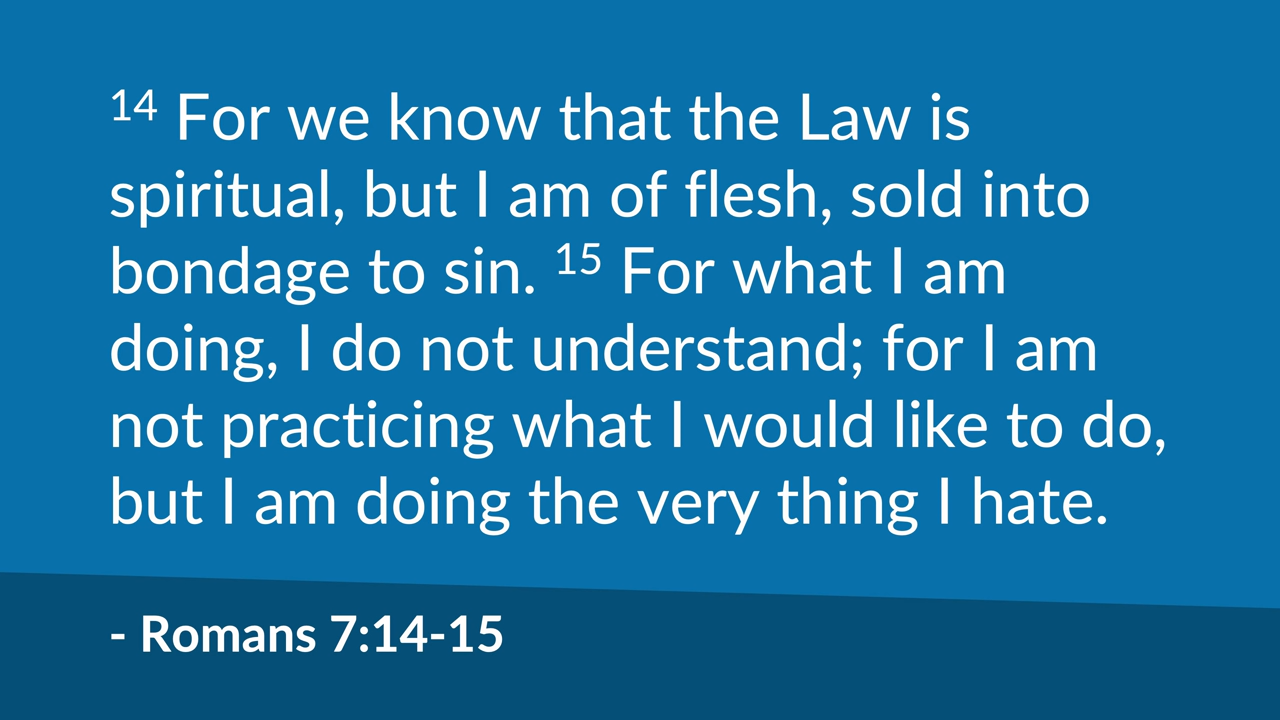 14 For we know that the Law is
spiritual, but I am of flesh, sold into
bondage to sin. 15 For what I am
doing, I do not understand; for I am
not practicing what I would like to do,
but I am doing the very thing I hate.
- Romans 7:14-15